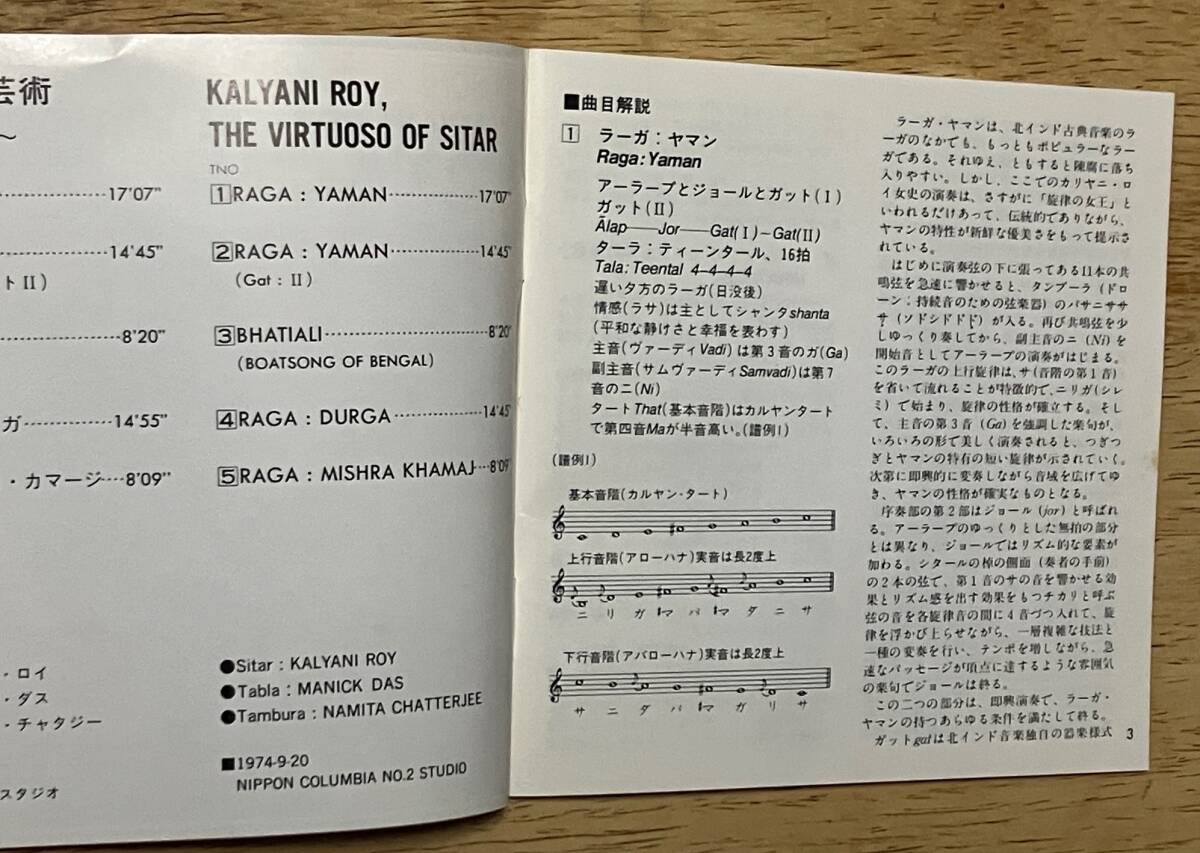 芸術
〜
17'07"
14'45"
トII)
8'20"
ガ 14'55"
・カマージ 8'09"
・ロイ
・ダス
・チャタジー
スタジオ
KALYANI ROY,
THE VIRTUOSO OF SITAR
TNO
1 RAGA : YAMAN 17'07"
2 RAGA : YAMAN 14'45"
(Gat : II)
3 BHATIALI 8'20"
(BOATSONG OF BENGAL)
4 RAGA : DURGA 14'45"
5 RAGA : MISHRA KHAMAJ 8'09"
●Sitar : KALYANI ROY
●Tabla : MANICK DAS
●Tambura : NAMITA CHATTERJEE
■1974-9-20
NIPPON COLUMBIA NO.2 STUDIO
■曲目解説
1 ラーガ：ヤマン
Raga: Yaman
アーラープとジョールとガット(I)
ガット(II)
Ālap——Jor——Gat(I)–Gat(II)
ターラ：ティーンタール、16拍
Tala: Teental 4-4-4-4
遅い夕方のラーガ(日没後)
情感(ラサ)は主としてシャンタshanta
(平和な静けさと幸福を表わす)
主音(ヴァーディVadi)は第3音のガ(Ga)
副主音(サムヴァーディSamvadi)は第7
音のニ(Ni)
タートThat(基本音階)はカルヤンタート
で第四音Maが半音高い。(譜例1)
(譜例1)
基本音階(カルヤン・タート)
上行音階(アローハナ)実音は長2度上
ニ リ ガ マ パ マ ダ ニ サ
下行音階(アバローハナ)実音は長2度上
サ ニ ダ パ マ ガ リ サ
ラーガ・ヤマンは、北インド古典音楽のラ
ーガのなかでも、もっともポピュラーなラー
ガである。それゆえ、ともすると陳腐に落ち
入りやすい。しかし、ここでのカリヤニ・ロ
イ女史の演奏は、さすがに「旋律の女王」と
いわれるだけあって、伝統的でありながら、
ヤマンの特性が新鮮な優美さをもって提示さ
れている。
はじめに演奏弦の下に張ってある11本の共
鳴弦を急速に響かせると、タンブーラ(ドロ
ーン：持続音のための弦楽器)のパサニササ
サ(ソドシドドド)が入る。再び共鳴弦を少
しゆっくり奏してから、副主音のニ(Ni)を
開始音としてアーラープの演奏がはじまる。
このラーガの上行旋律は、サ(音階の第1音)
を省いて流れることが特徴的で、ニリガ(シレ
ミ)で始まり、旋律の性格が確立する。そし
て、主音の第3音(Ga)を強調した楽句が、
いろいろの形で美しく演奏されると、つぎつ
ぎとヤマンの特有の短い旋律が示されていく。
次第に即興的に変奏しながら音域を広げてゆ
き、ヤマンの性格が確実なものとなる。
序奏部の第2部はジョール(jor)と呼ばれ
る。アーラープのゆっくりとした無拍の部分
とは異なり、ジョールではリズム的な要素が
加わる。シタールの棹の側面(奏者の手前)
の2本の弦で、第1音のサの音を響かせる効
果とリズム感を出す効果をもつチカリと呼ぶ
弦の音を各旋律音の間に4音づつ入れて、旋
律を浮かび上らせながら、一層複雑な技法と
一種の変奏を行い、テンポを増しながら、急
速なパッセージが頂点に達するような雰囲気
の楽句でジョールは終る。
この二つの部分は、即興演奏で、ラーガ・
ヤマンの持つあらゆる条件を満たして終る。
ガットgatは北インド音楽独自の器楽様式
3